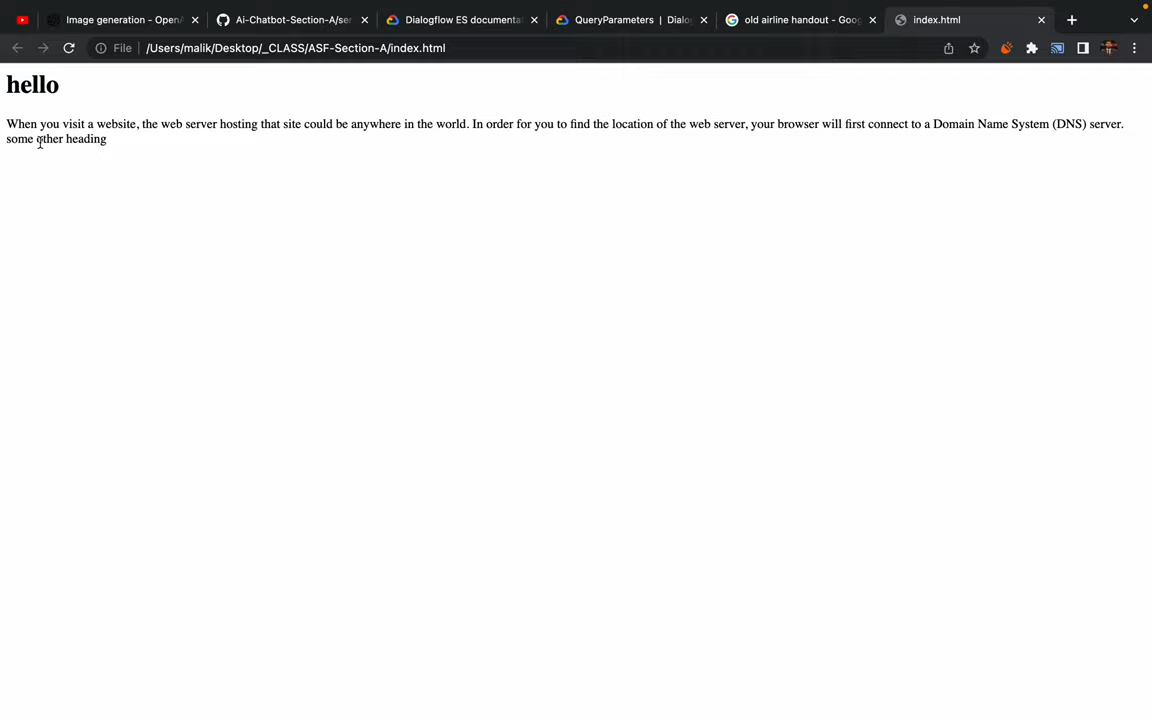 Image generation - OpenA
Ai-Chatbot-Section-A/ser
Dialogflow ES documenta
QueryParameters | Dialog
old airline handout - Goog
index.html
File /Users/malik/Desktop/_CLASS/ASF-Section-A/index.html
hello
When you visit a website, the web server hosting that site could be anywhere in the world. In order for you to find the location of the web server, your browser will first connect to a Domain Name System (DNS) server.
some other heading